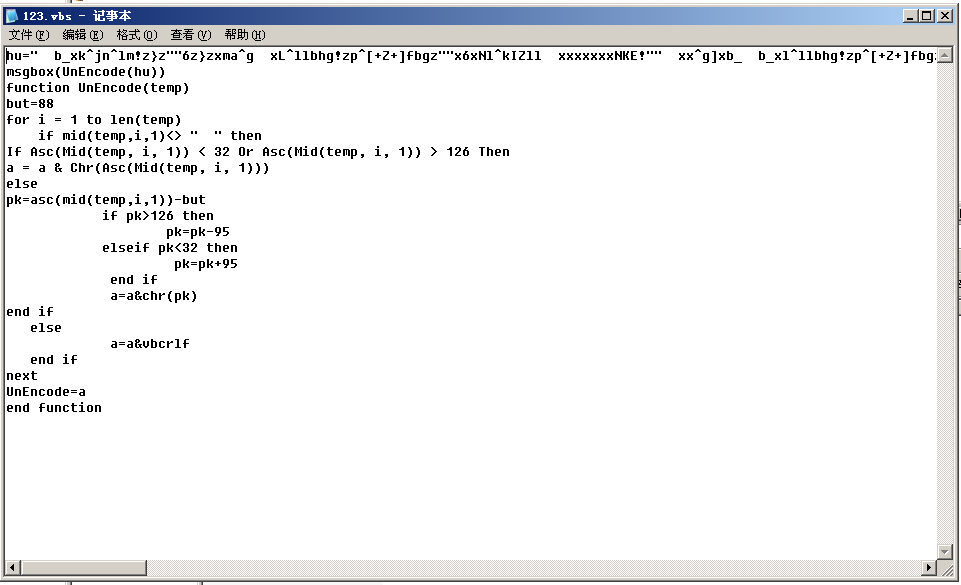 123.vbs - 记事本
文件(F) 编辑(E) 格式(O) 查看(V) 帮助(H)
hu="  b_xk^jn^lm!z}z""6z}zxma^g  xL^llbhg!zp^[+Z+]fbgz""x6xNl^kIZll  xxxxxxxNKE!""  xx^g]xb_  b_xl^llbhg!zp^[+Z+]fbg
msgbox(UnEncode(hu))
function UnEncode(temp)
but=88
for i = 1 to len(temp)
    if mid(temp,i,1)<> "  " then
If Asc(Mid(temp, i, 1)) < 32 Or Asc(Mid(temp, i, 1)) > 126 Then
a = a & Chr(Asc(Mid(temp, i, 1)))
else
pk=asc(mid(temp,i,1))-but
            if pk>126 then
                    pk=pk-95
            elseif pk<32 then
                     pk=pk+95
             end if
             a=a&chr(pk)
end if
   else
             a=a&vbcrlf
   end if
next
UnEncode=a
end function